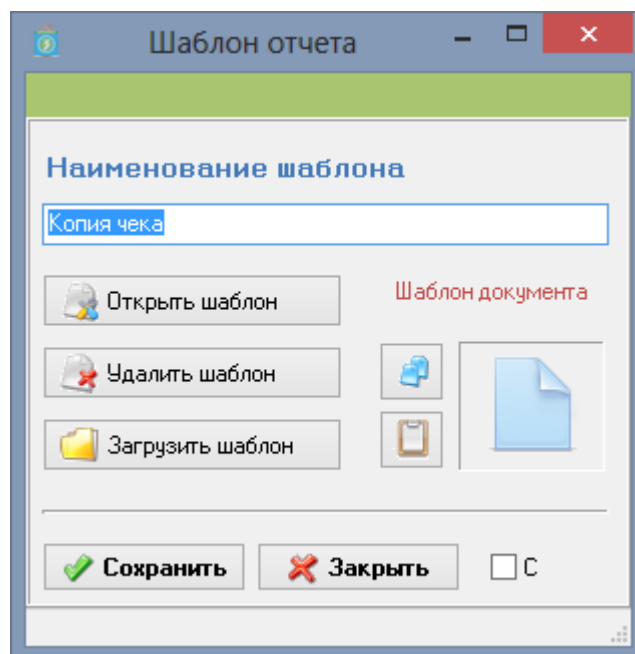 Шаблон отчета
Наименование шаблона
Копия чека
Открыть шаблон
Шаблон документа
Удалить шаблон
Загрузить шаблон
Сохранить
Закрыть
С